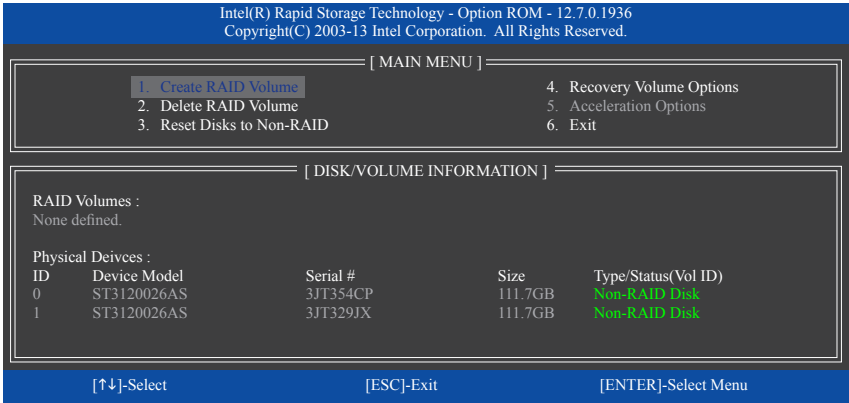 Intel(R) Rapid Storage Technology - Option ROM - 12.7.0.1936
Copyright(C) 2003-13 Intel Corporation. All Rights Reserved.
[ MAIN MENU ]
1. Create RAID Volume 4. Recovery Volume Options
2. Delete RAID Volume 5. Acceleration Options
3. Reset Disks to Non-RAID 6. Exit
[ DISK/VOLUME INFORMATION ]
RAID Volumes :
None defined.
Physical Deivces :
ID Device Model Serial # Size Type/Status(Vol ID)
0 ST3120026AS 3JT354CP 111.7GB Non-RAID Disk
1 ST3120026AS 3JT329JX 111.7GB Non-RAID Disk
[↑↓]-Select [ESC]-Exit [ENTER]-Select Menu